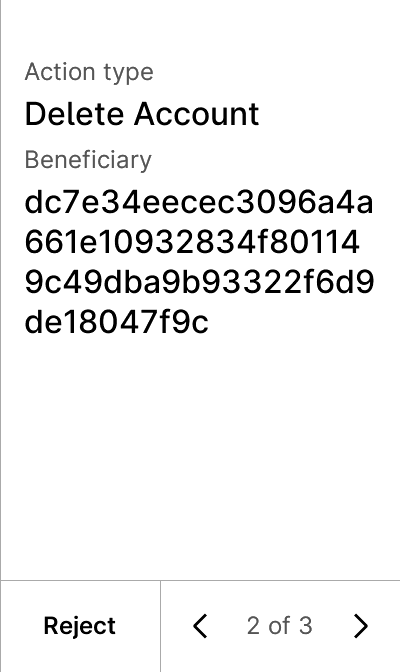 Action type
Delete Account
Beneficiary
dc7e34eecec3096a4a
661e10932834f80114
9c49dba9b93322f6d9
de18047f9c
Reject
2 of 3